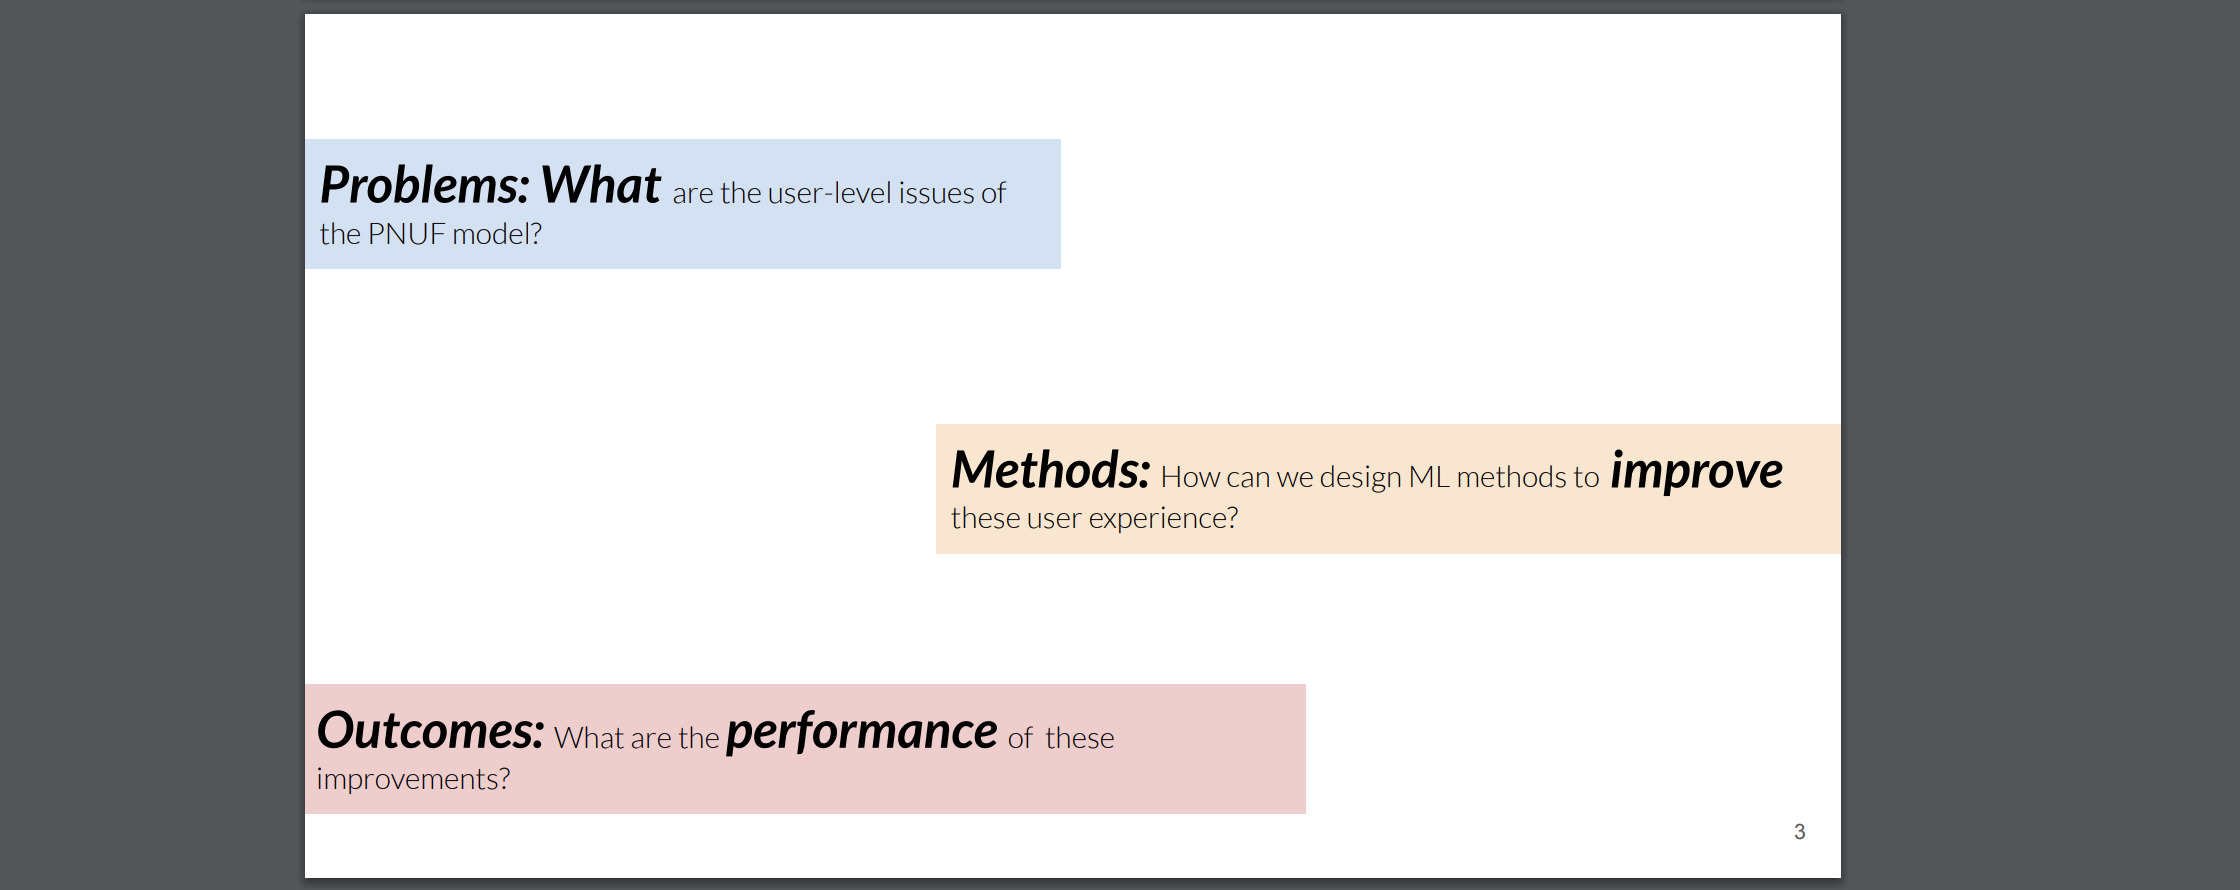 Problems: What are the user-level issues of
the PNUF model?
Methods: How can we design ML methods to improve
these user experience?
Outcomes: What are the performance of these
improvements?
3